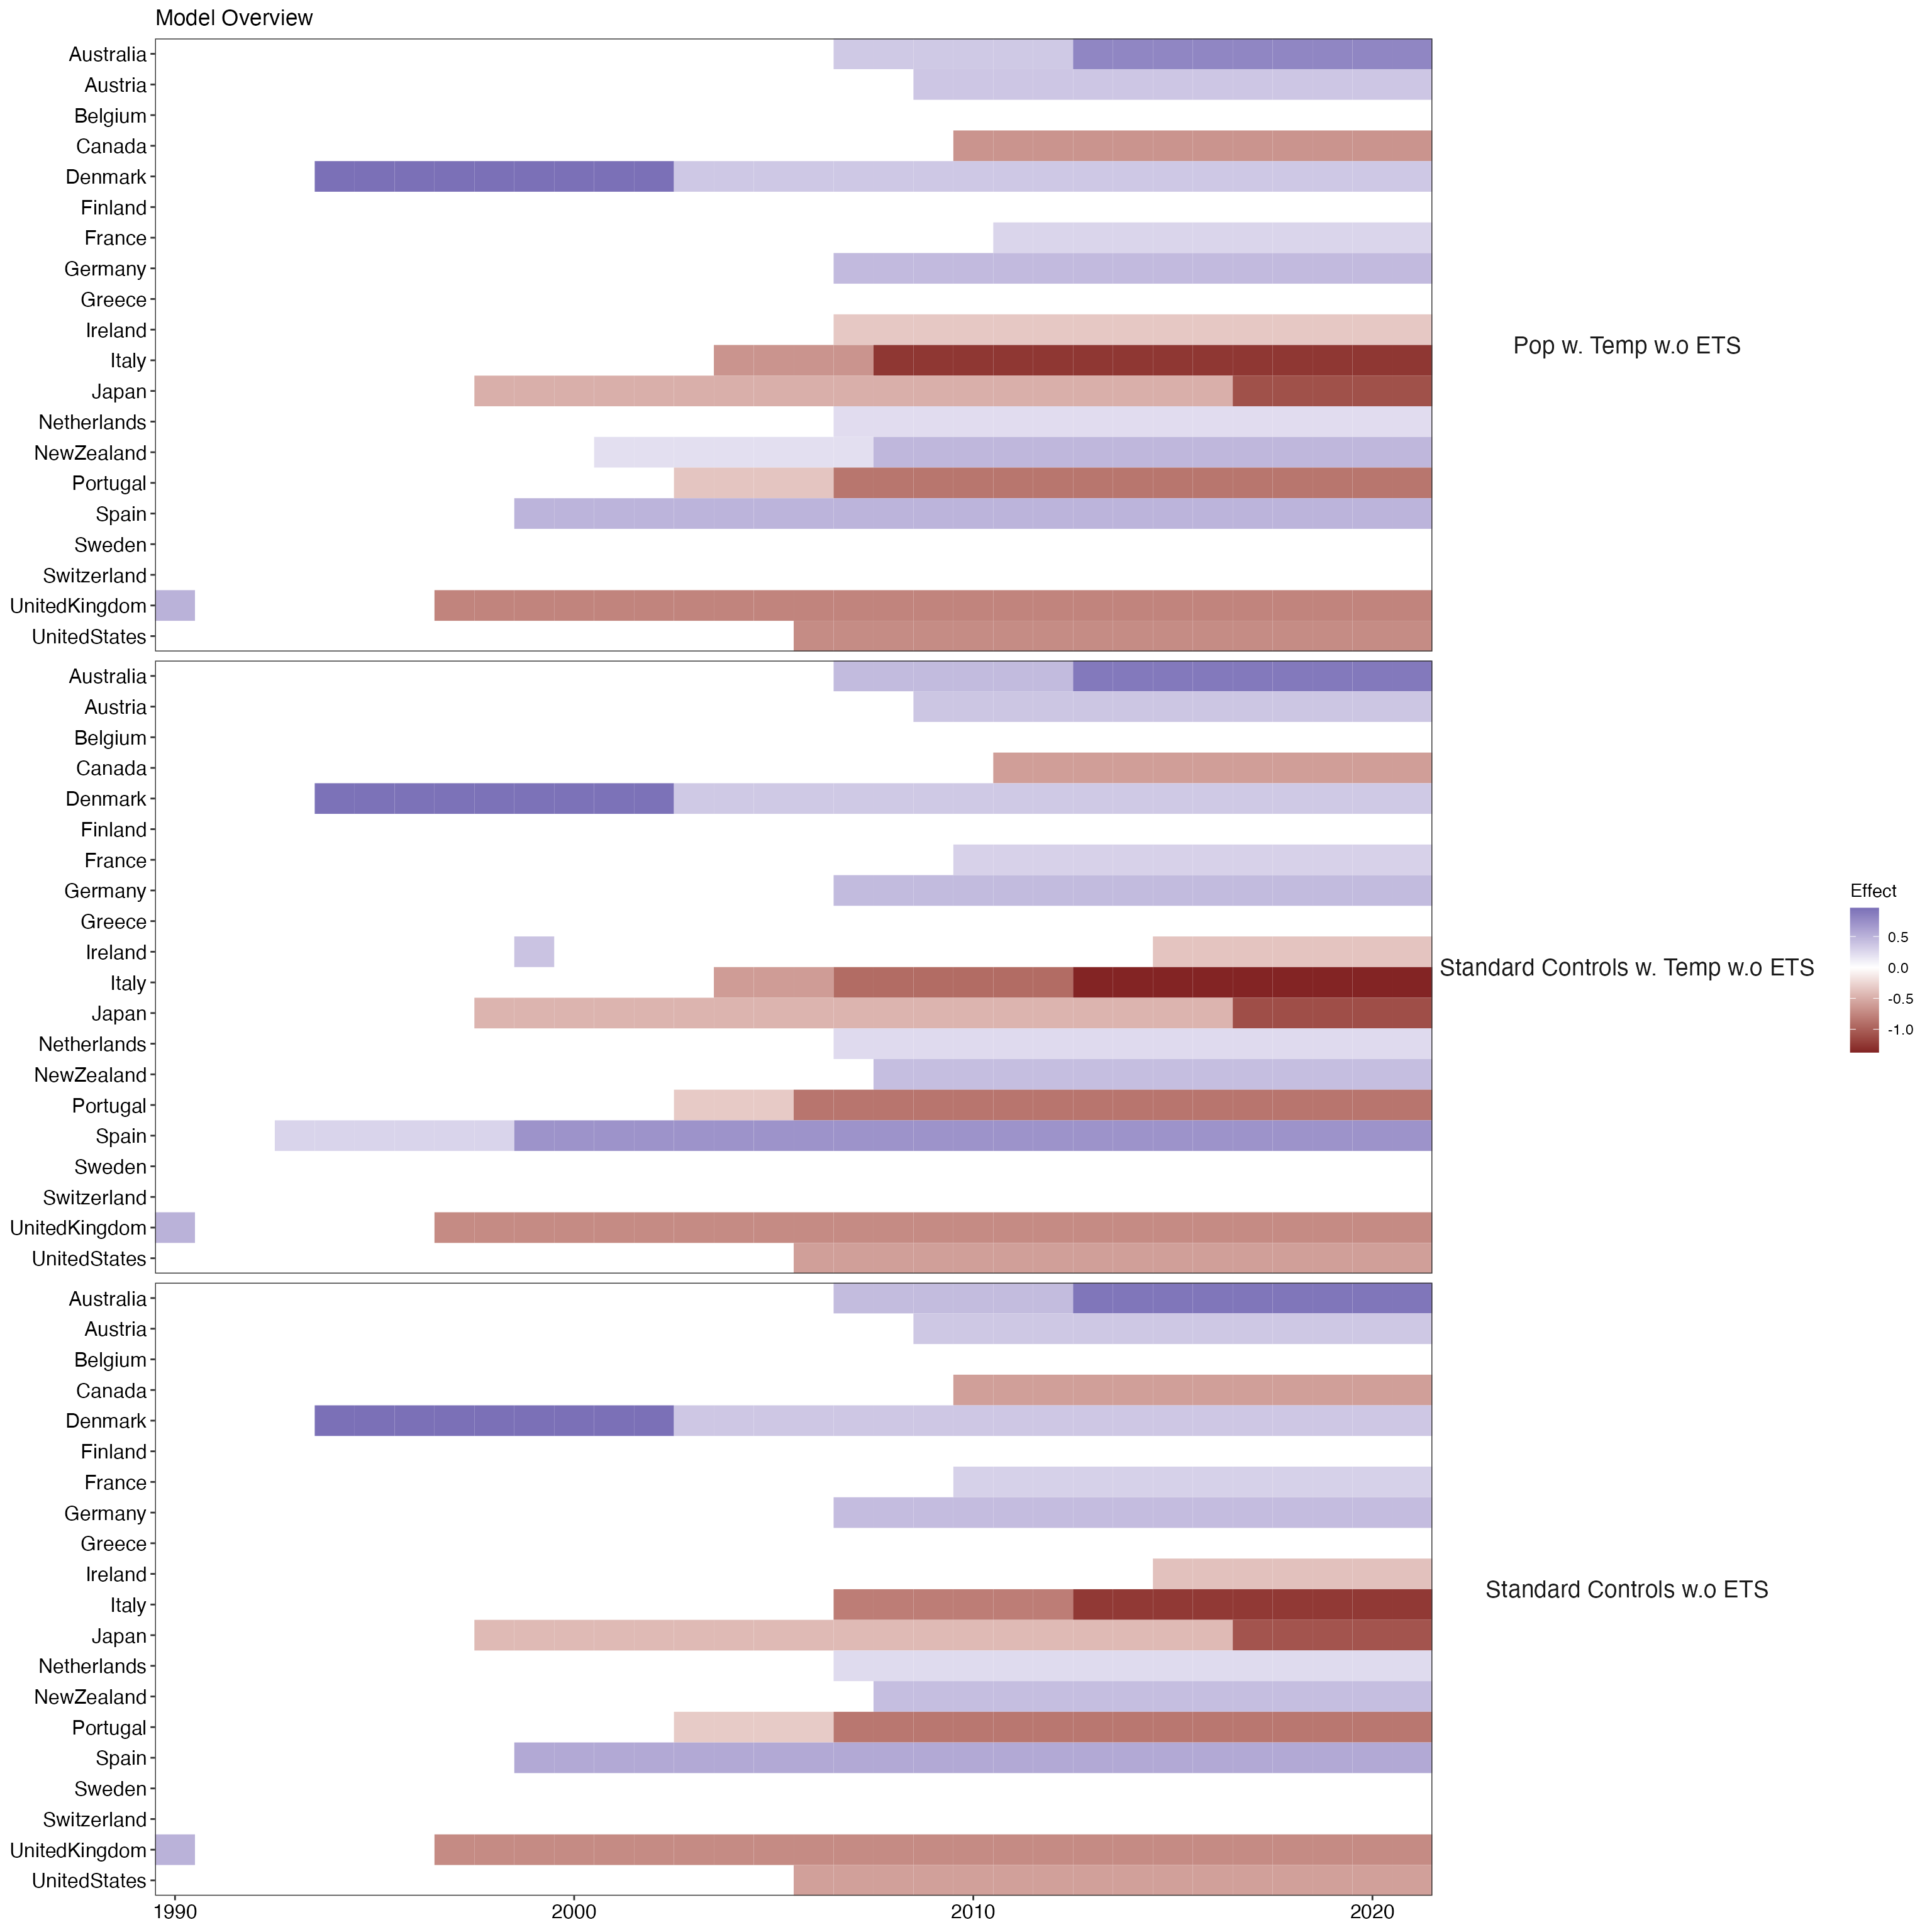 Model Overview
Australia
Austria
Belgium
Canada
Denmark
Finland
France
Germany
Greece
Ireland
Italy
Japan
Netherlands
NewZealand
Portugal
Spain
Sweden
Switzerland
UnitedKingdom
UnitedStates
Pop w. Temp w.o ETS
Australia
Austria
Belgium
Canada
Denmark
Finland
France
Germany
Greece
Ireland
Italy
Japan
Netherlands
NewZealand
Portugal
Spain
Sweden
Switzerland
UnitedKingdom
UnitedStates
Standard Controls w. Temp w.o ETS
Australia
Austria
Belgium
Canada
Denmark
Finland
France
Germany
Greece
Ireland
Italy
Japan
Netherlands
NewZealand
Portugal
Spain
Sweden
Switzerland
UnitedKingdom
UnitedStates
Standard Controls w.o ETS
1990 2000 2010 2020
Effect
0.5
0.0
-0.5
-1.0